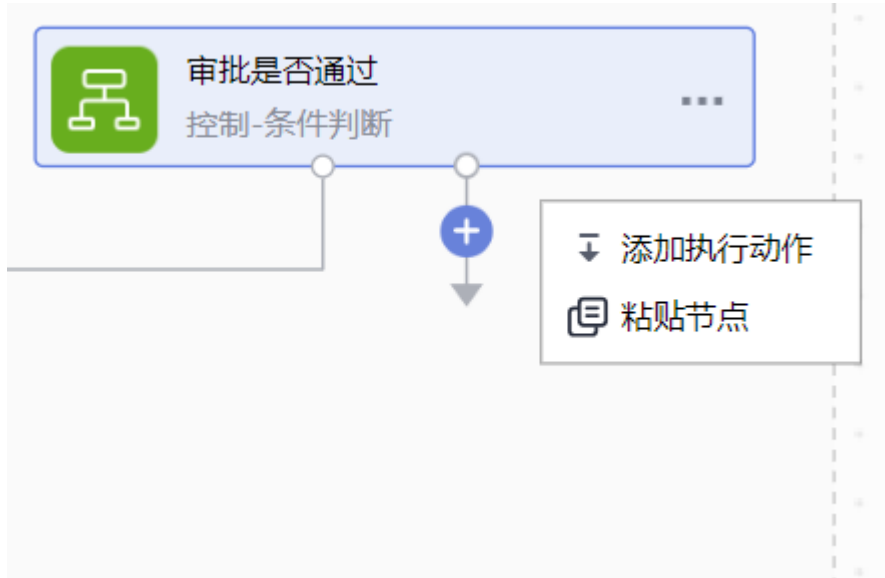 审批是否通过
控制-条件判断
添加执行动作
粘贴节点